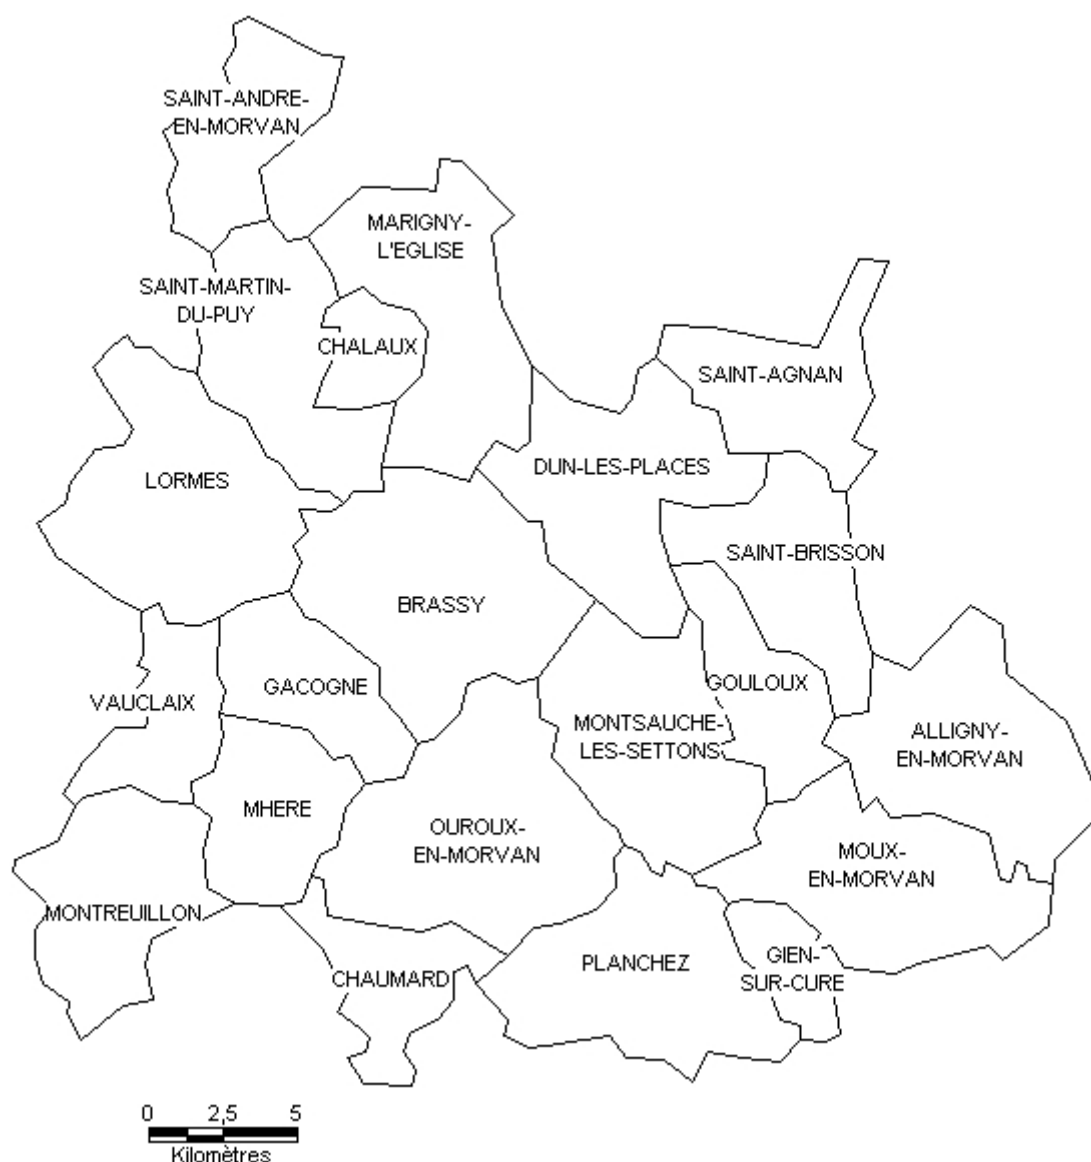 SAINT-ANDRE-
EN-MORVAN
MARIGNY-
L'EGLISE
SAINT-MARTIN-
DU-PUY
CHALAUX
SAINT-AGNAN
LORMES
DUN-LES-PLACES
SAINT-BRISSON
BRASSY
GACOGNE
GOULOUX
VAUCLAIX
MONTSAUCHE-
LES-SETTONS
ALLIGNY-
EN-MORVAN
MHERE
OUROUX-
EN-MORVAN
MOUX-
EN-MORVAN
MONTREUILLON
CHAUMARD
PLANCHEZ
GIEN-
SUR-CURE
0 2,5 5
Kilomètres